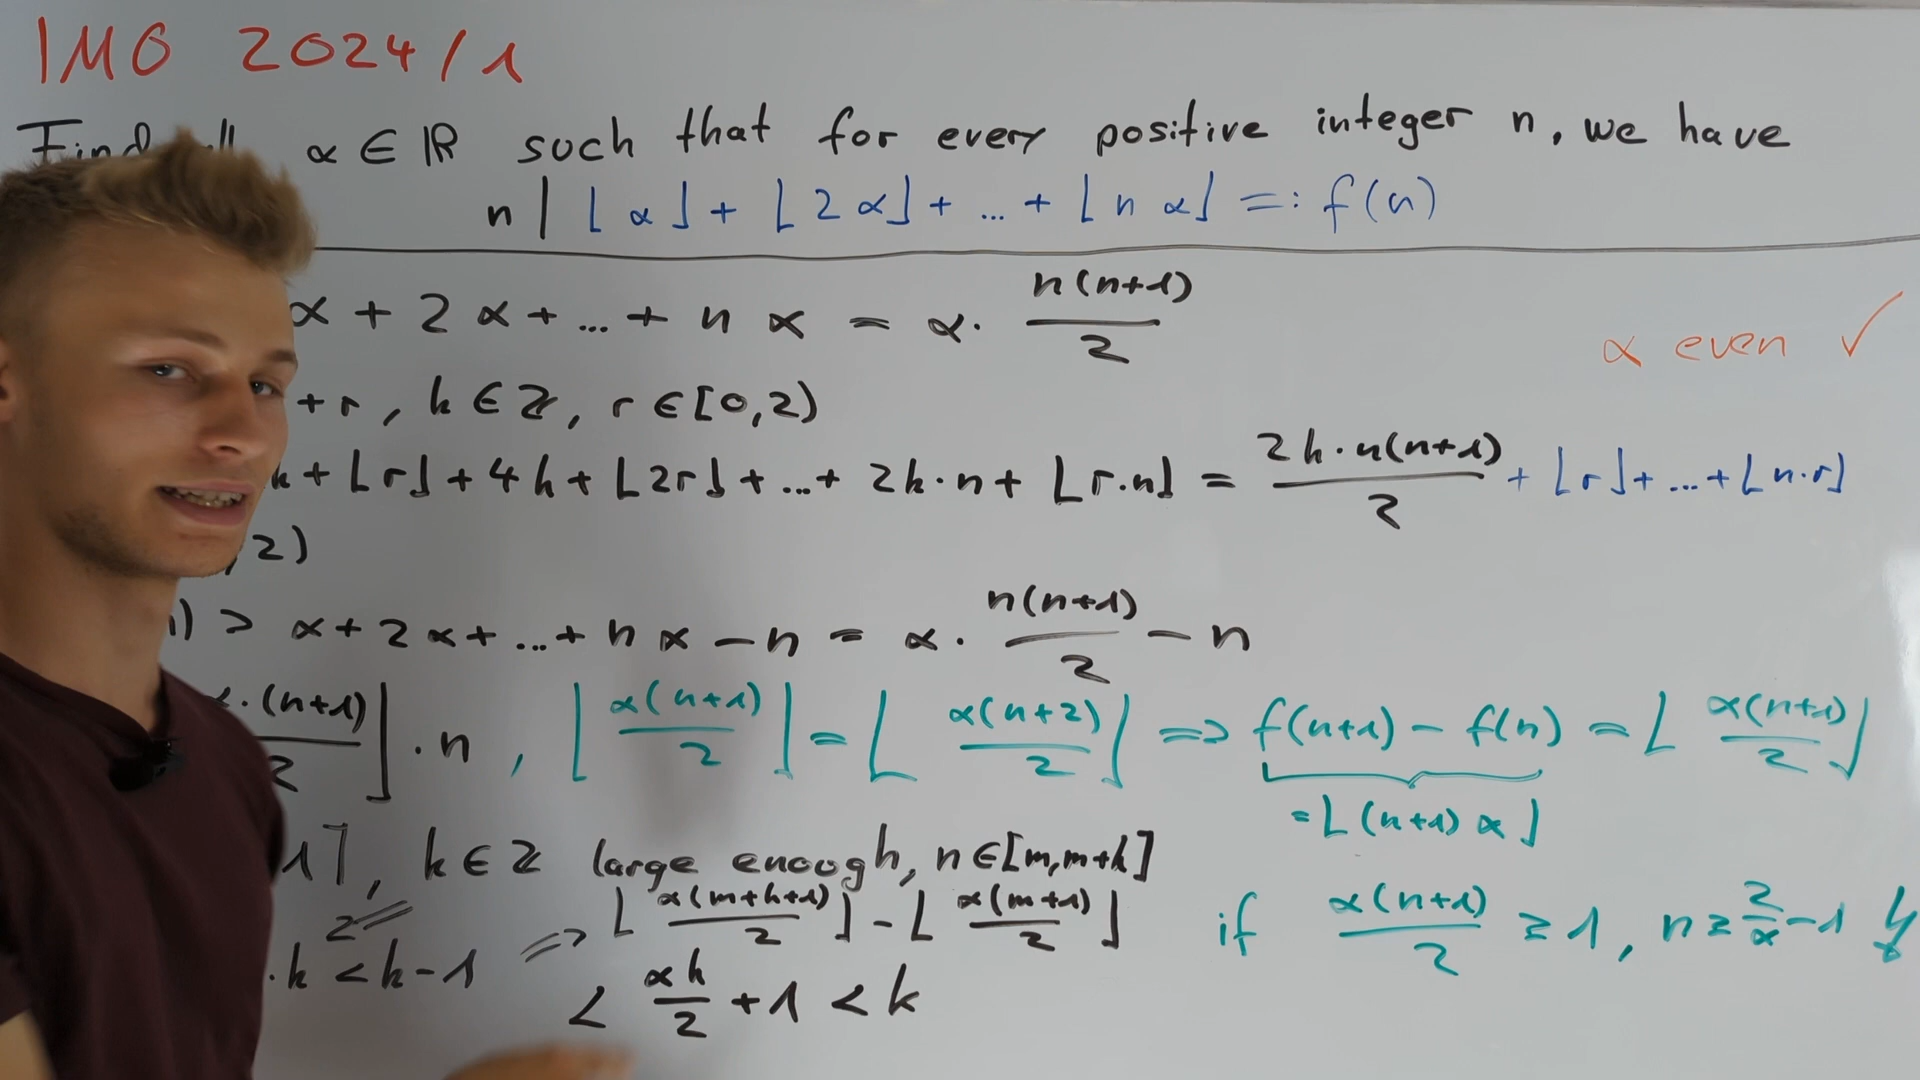 IMO 2024/1
Find all α ∈ ℝ such that for every positive integer n, we have
n | ⌊α⌋ + ⌊2α⌋ + ... + ⌊nα⌋ =: f(n)
α + 2α + ... + nα = α · n(n+1)/2
α even ✓
+ r, k ∈ ℤ, r ∈ [0,2)
k + ⌊r⌋ + 4k + ⌊2r⌋ + ... + 2k·n + ⌊r·n⌋ = 2k·n(n+1)/2 + ⌊r⌋ + ... + ⌊n·r⌋
, 2)
) > α + 2α + ... + nα - n = α · n(n+1)/2 - n
·(n+1)/2⌋ · n , ⌊α(n+1)/2⌋ = ⌊α(n+2)/2⌋ => f(n+1) - f(n) = ⌊α(n+1)/2⌋
= ⌊(n+1)α⌋
1], k ∈ ℤ large enough, n ∈ [m, m+k]
· k < k - 1 => ⌊α(m+k+1)/2⌋ - ⌊α(m+1)/2⌋
< αk/2 + 1 < k
if α(n+1)/2 ≥ 1, n ≥ 2/α - 1 ↯